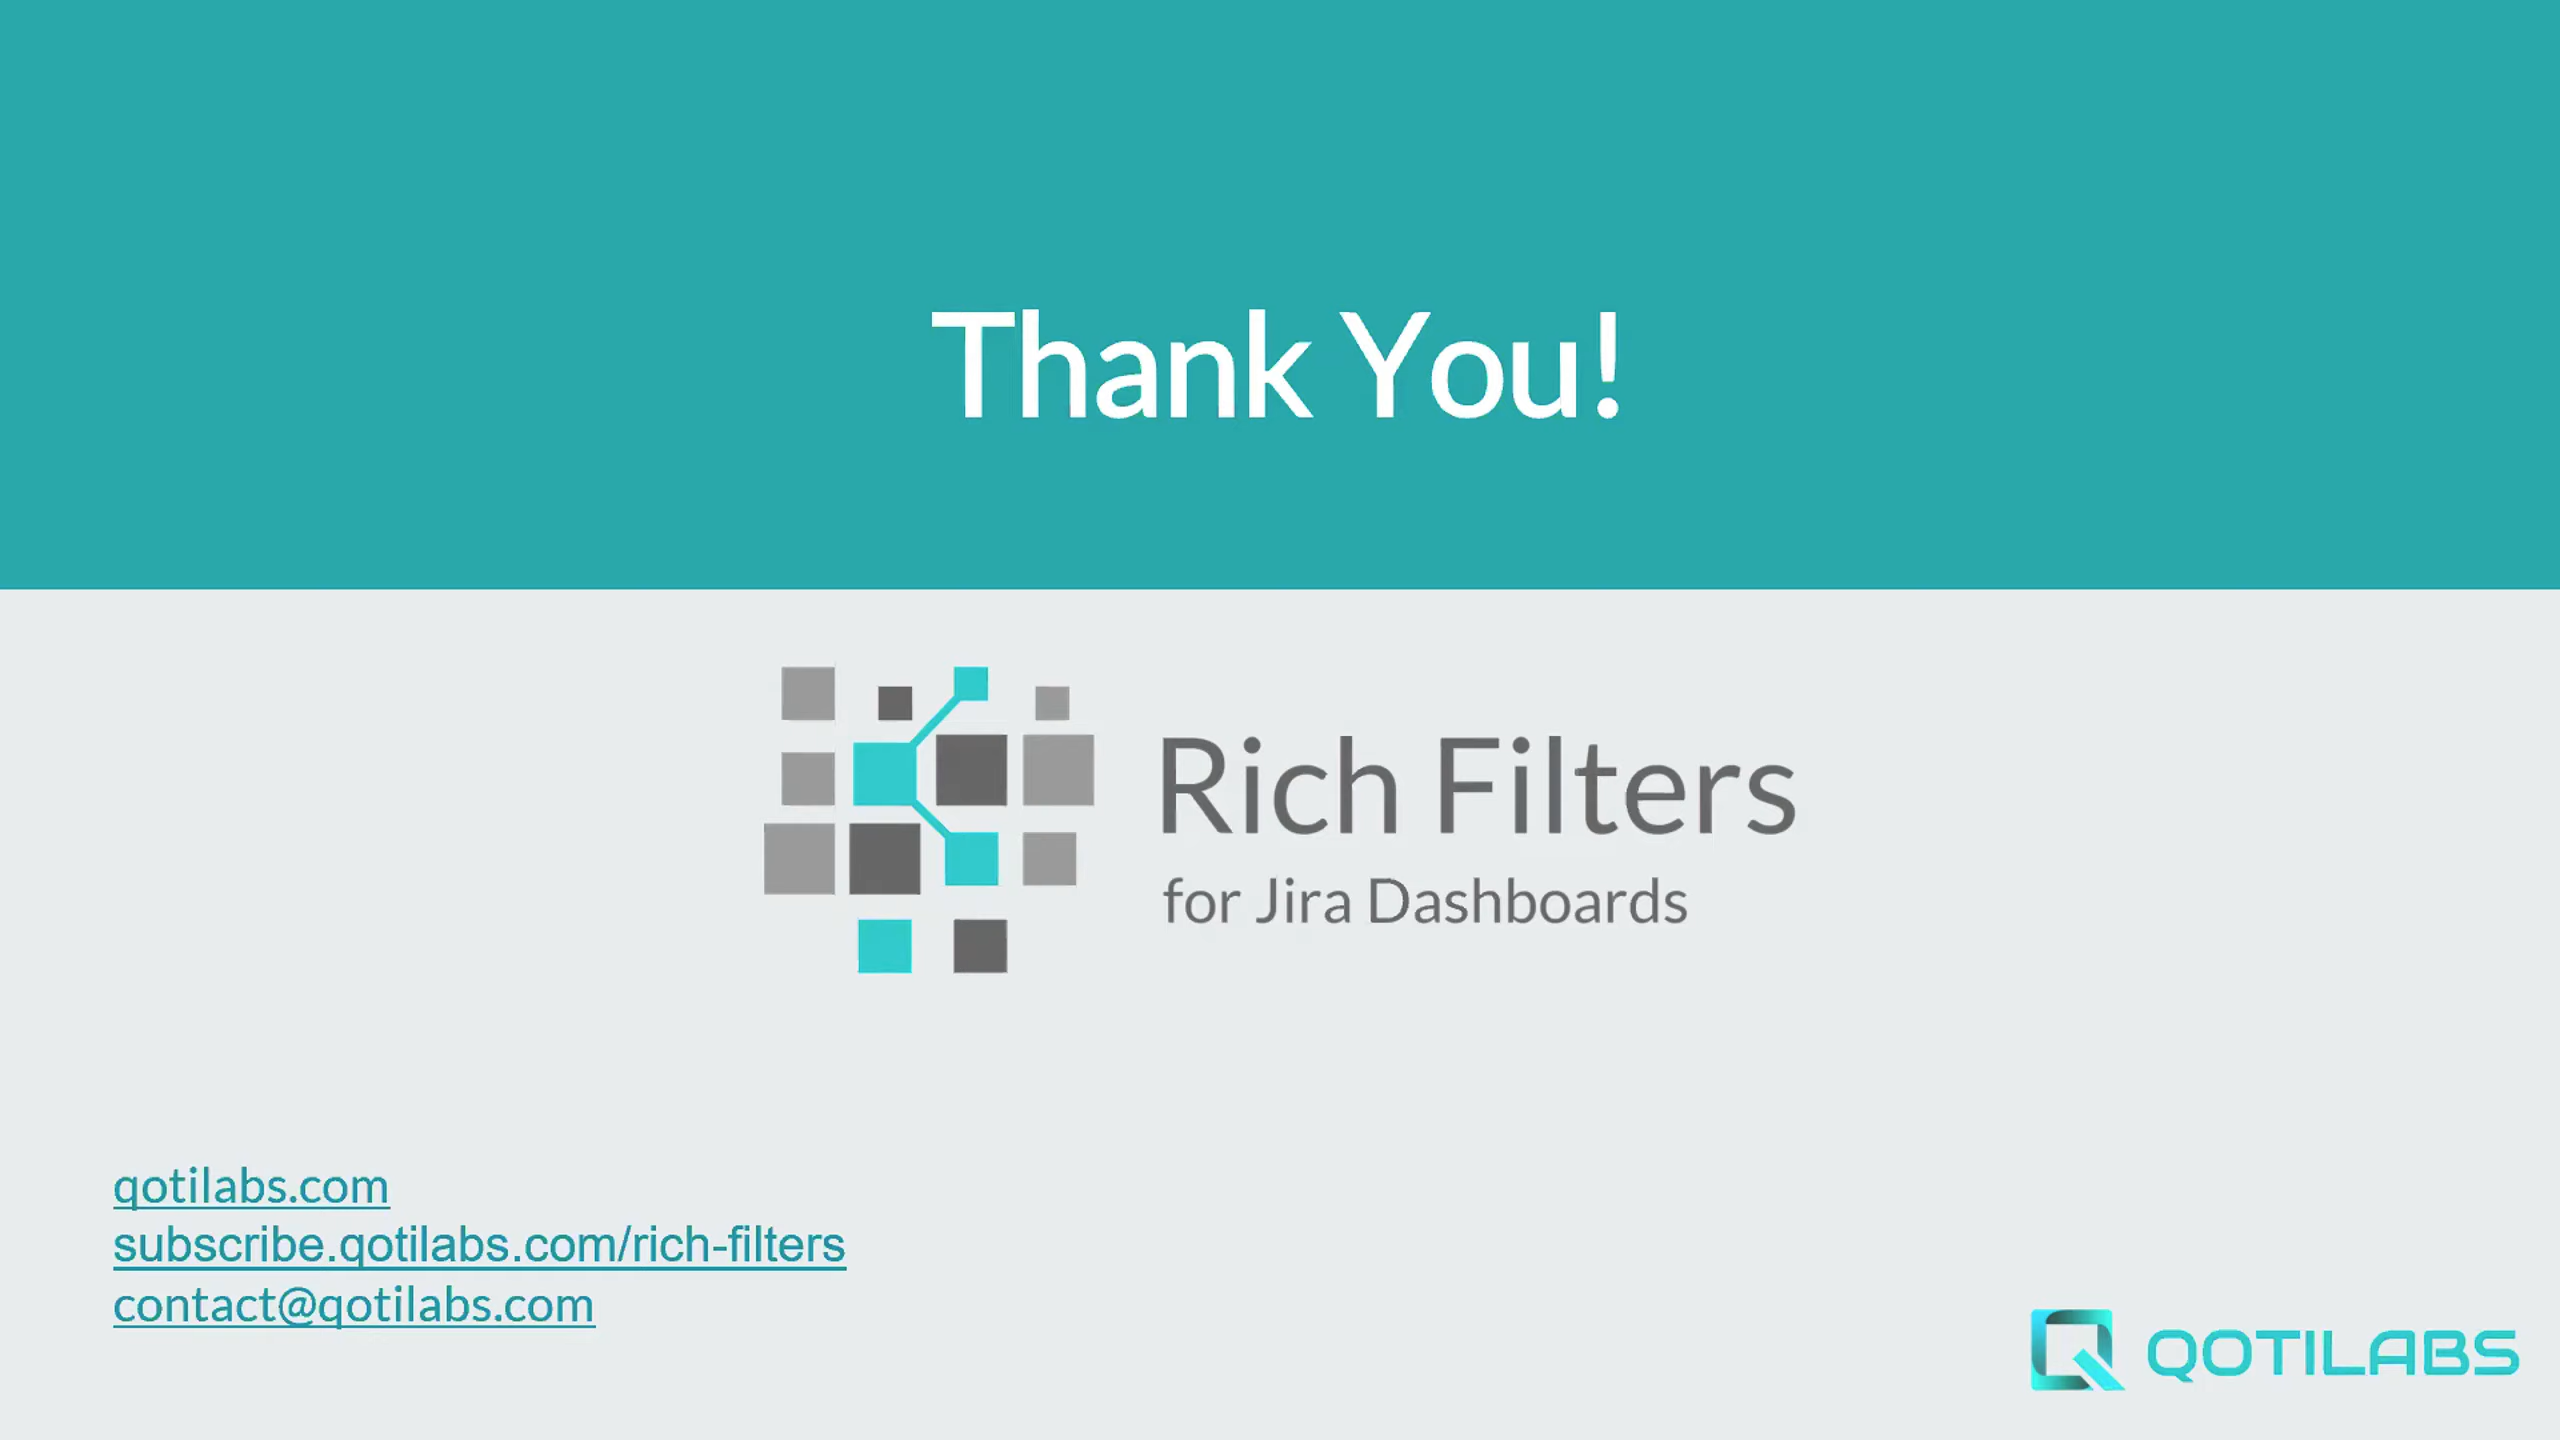 Thank You!
Rich Filters
for Jira Dashboards
qotilabs.com
subscribe.qotilabs.com/rich-filters
contact@qotilabs.com
QOTILABS